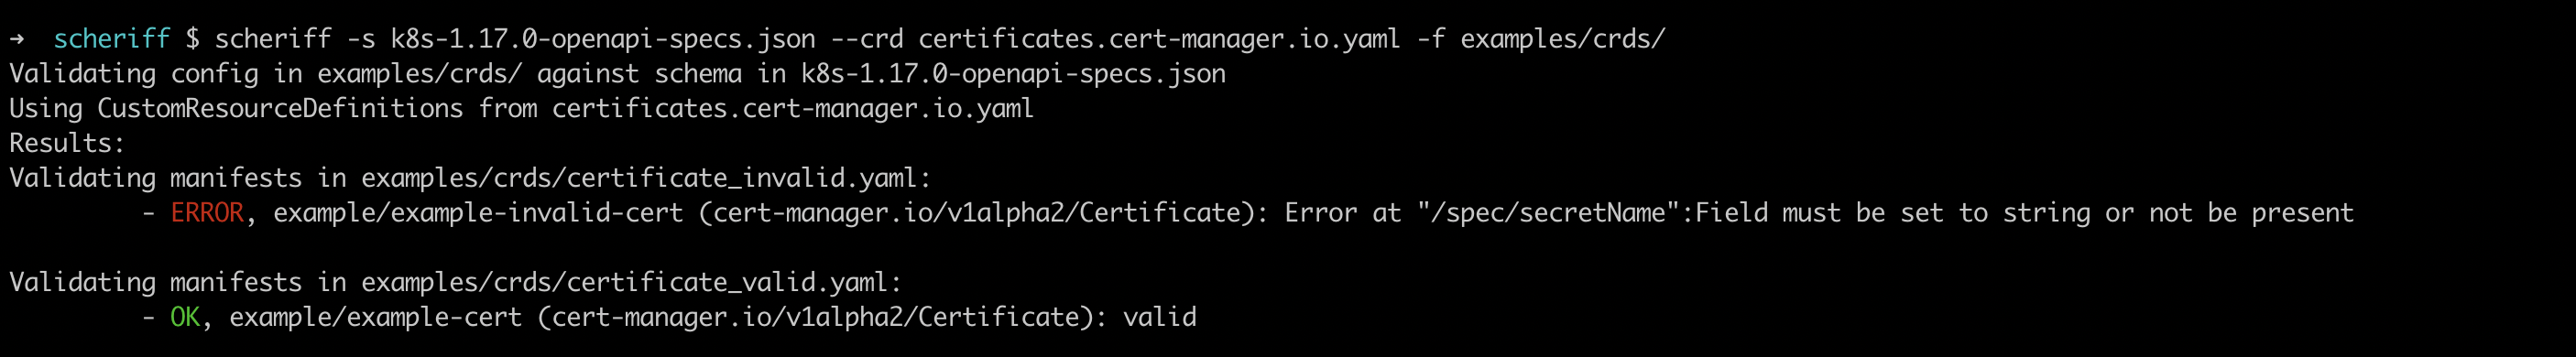 → scheriff $ scheriff -s k8s-1.17.0-openapi-specs.json --crd certificates.cert-manager.io.yaml -f examples/crds/
Validating config in examples/crds/ against schema in k8s-1.17.0-openapi-specs.json
Using CustomResourceDefinitions from certificates.cert-manager.io.yaml
Results:
Validating manifests in examples/crds/certificate_invalid.yaml:
- ERROR, example/example-invalid-cert (cert-manager.io/v1alpha2/Certificate): Error at "/spec/secretName":Field must be set to string or not be present
Validating manifests in examples/crds/certificate_valid.yaml:
- OK, example/example-cert (cert-manager.io/v1alpha2/Certificate): valid